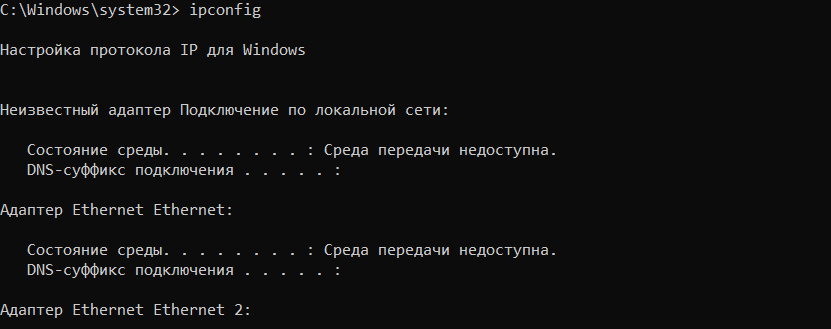 C:\Windows\system32> ipconfig
Настройка протокола IP для Windows
Неизвестный адаптер Подключение по локальной сети:
Состояние среды. . . . . . . . : Среда передачи недоступна.
DNS-суффикс подключения . . . . . :
Адаптер Ethernet Ethernet:
Состояние среды. . . . . . . . : Среда передачи недоступна.
DNS-суффикс подключения . . . . . :
Адаптер Ethernet Ethernet 2: